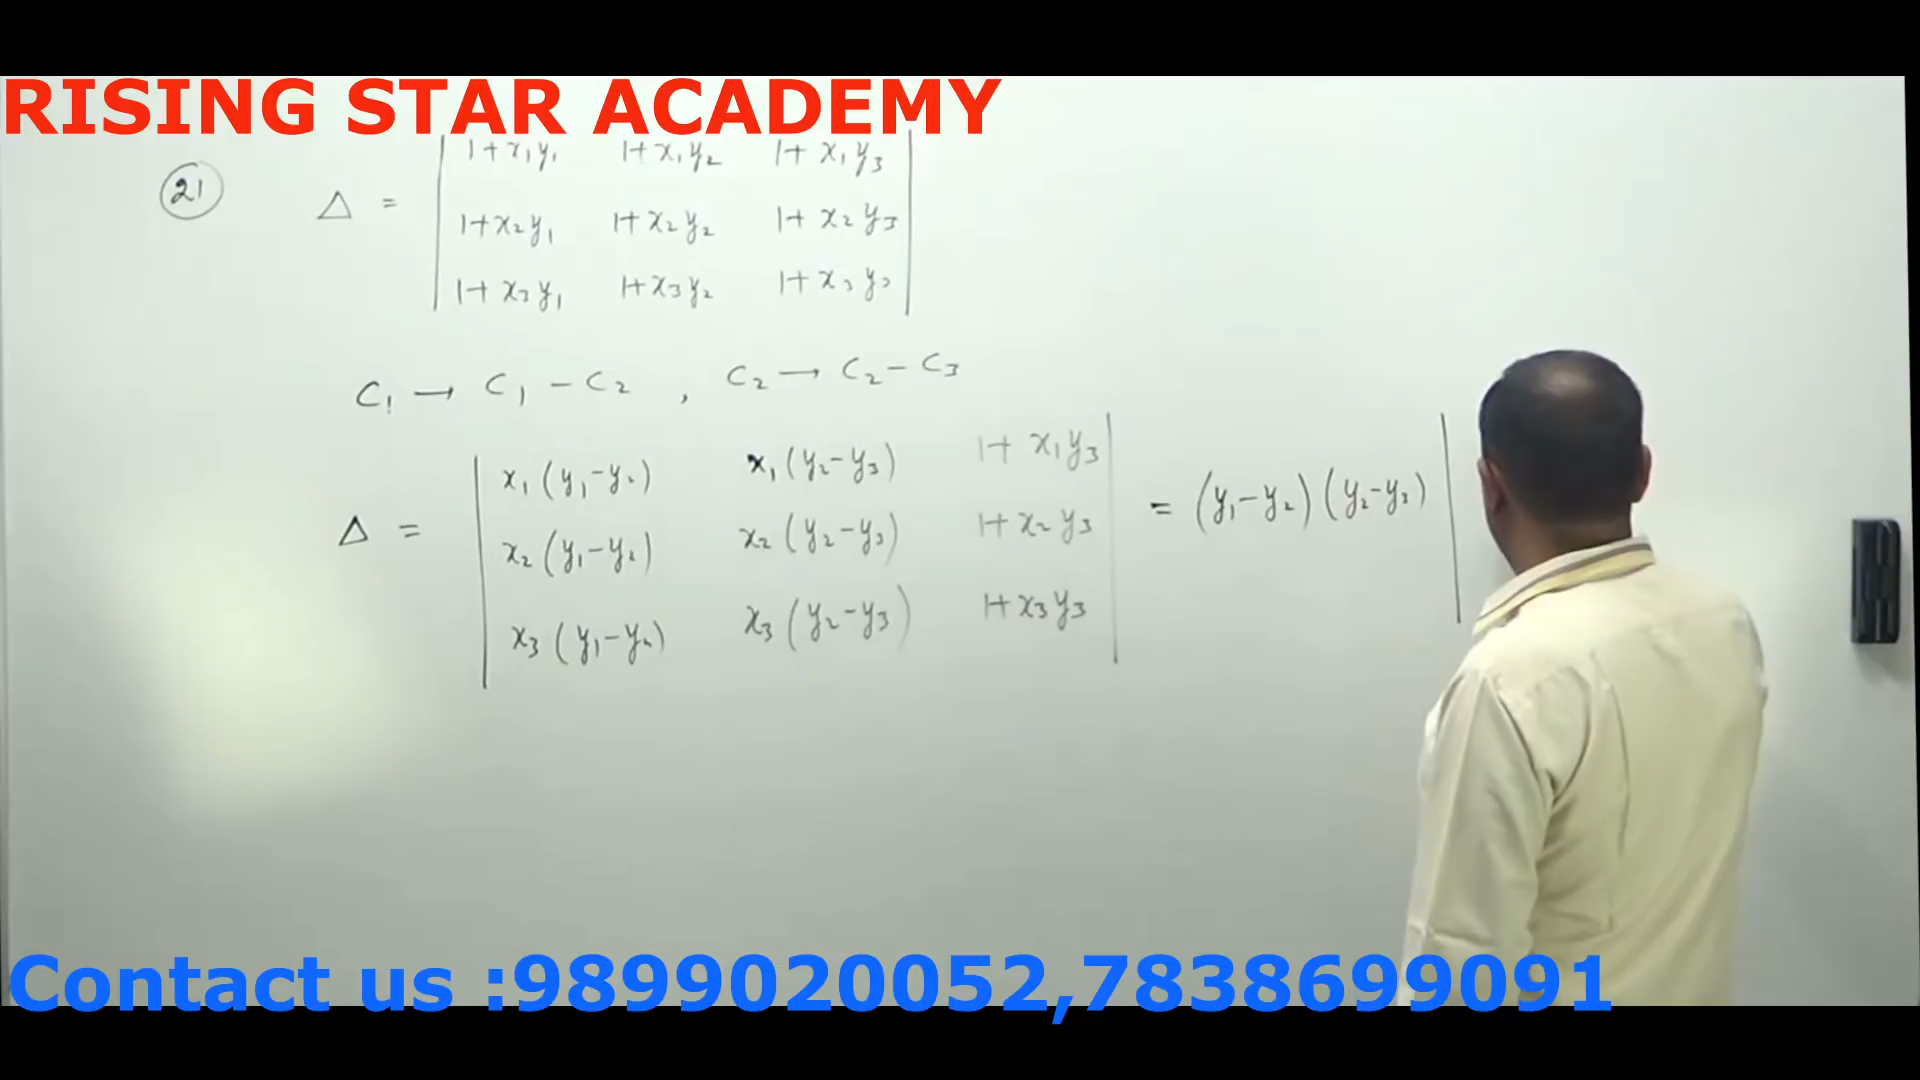 RISING STAR ACADEMY
(21) Δ = | 1+x₁y₁ 1+x₁y₂ 1+x₁y₃ |
| 1+x₂y₁ 1+x₂y₂ 1+x₂y₃ |
| 1+x₃y₁ 1+x₃y₂ 1+x₃y₃ |
C₁ → C₁ − C₂ , C₂ → C₂ − C₃
| x₁(y₁−y₂) x₁(y₂−y₃) 1+x₁y₃ |
Δ = | x₂(y₁−y₂) x₂(y₂−y₃) 1+x₂y₃ | = (y₁−y₂)(y₂−y₃) |
| x₃(y₁−y₂) x₃(y₂−y₃) 1+x₃y₃ |
Contact us :9899020052,7838699091